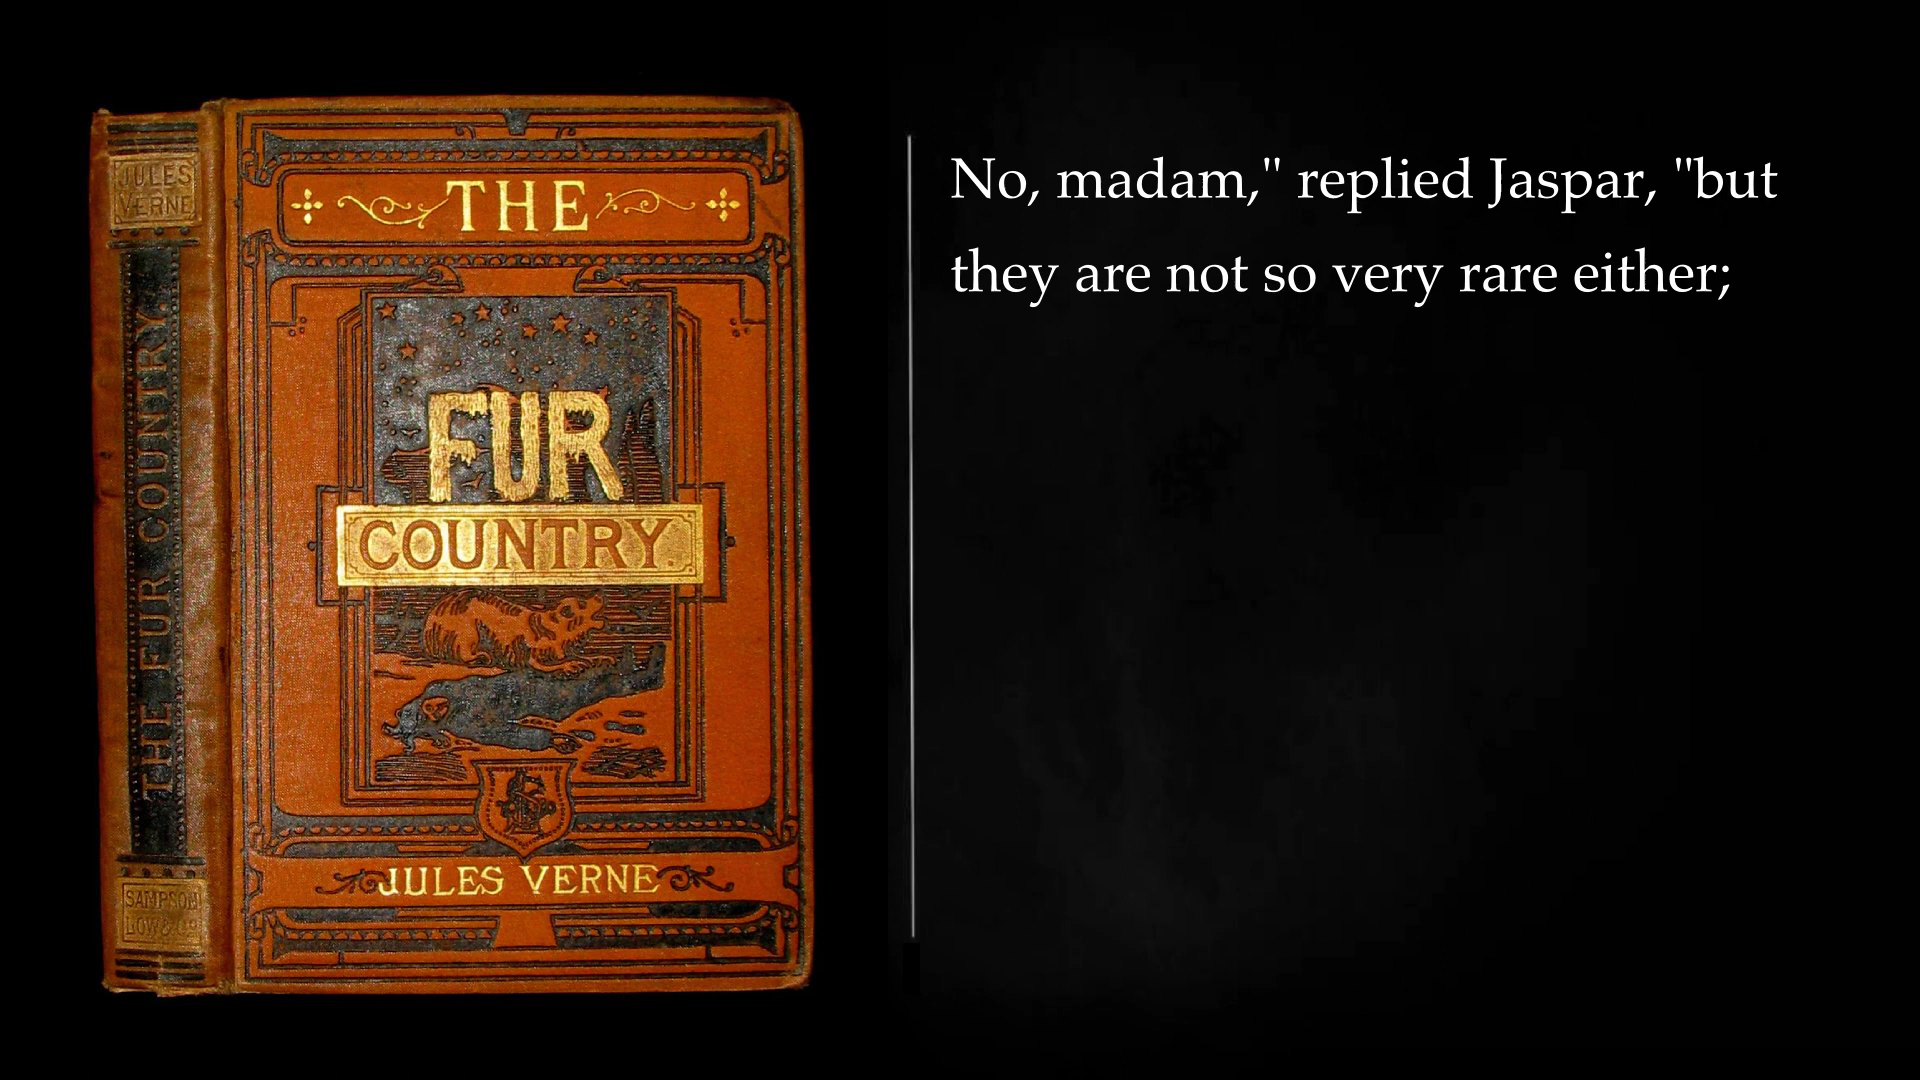 JULES
VERNE
THE FUR COUNTRY.
SAMPSON
LOW & Co
THE
FUR
COUNTRY.
JULES VERNE
No, madam," replied Jaspar, "but
they are not so very rare either;